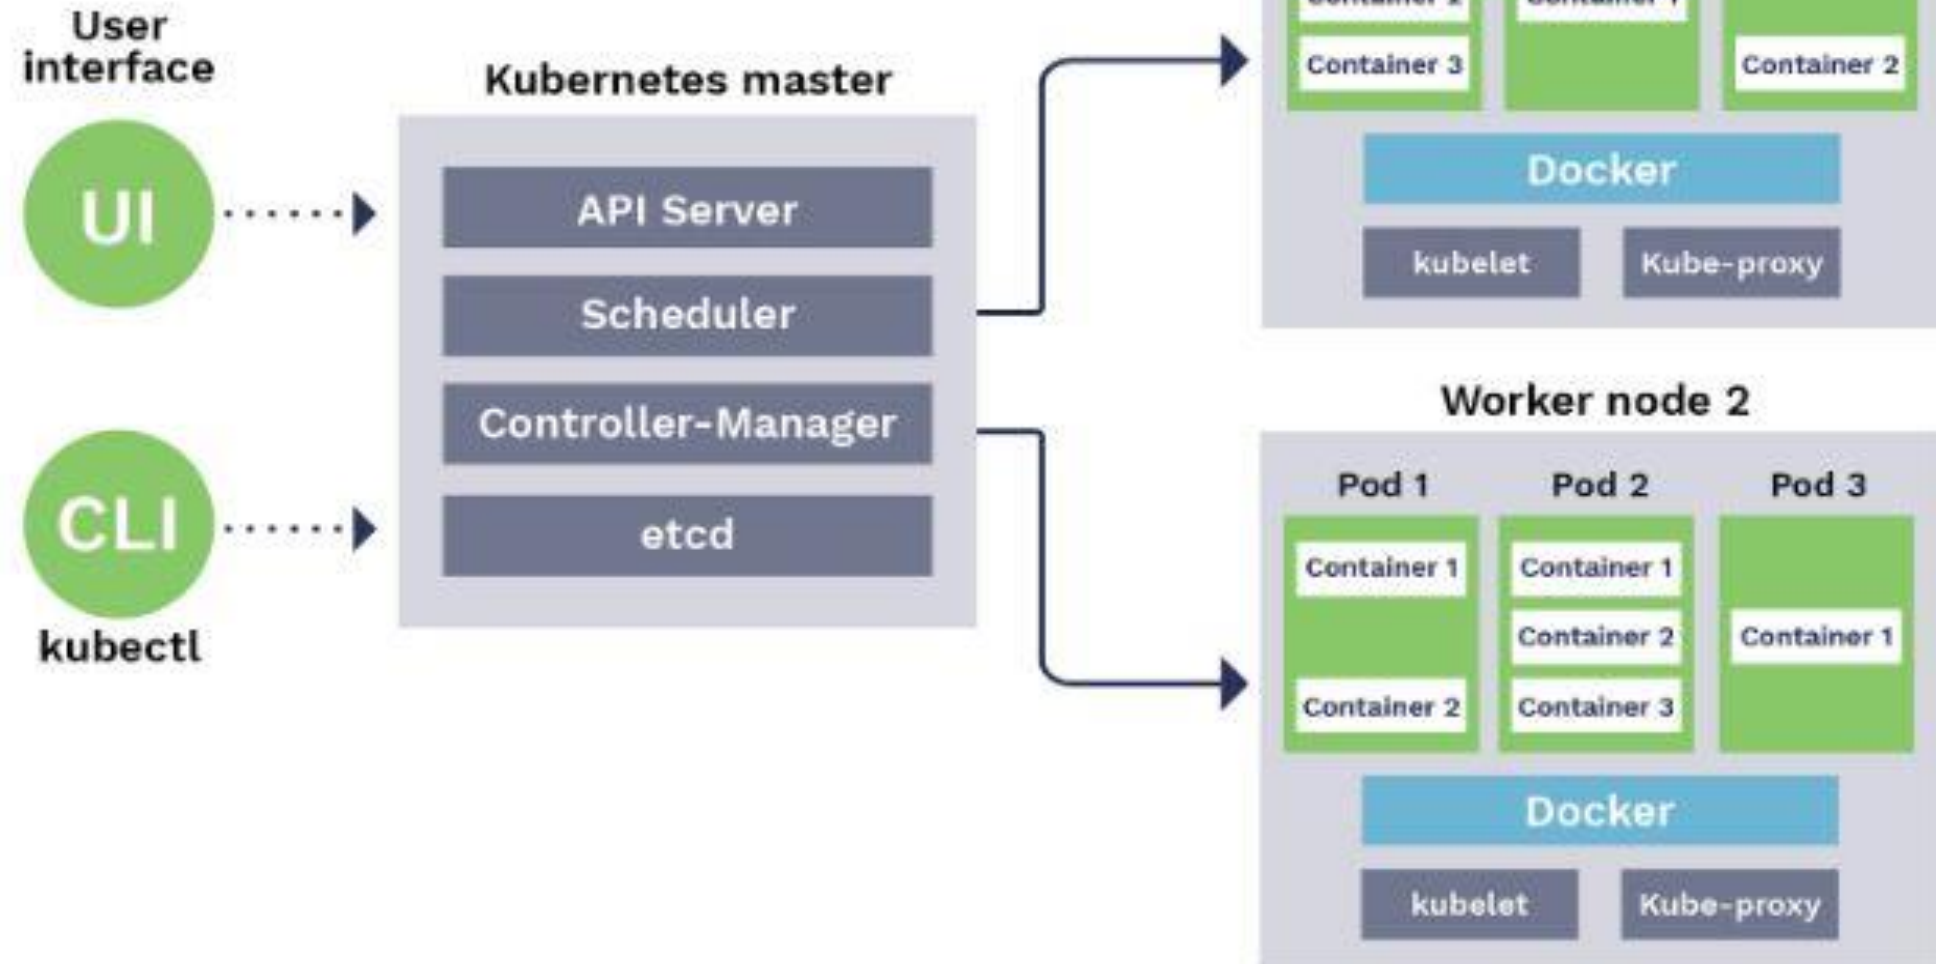 User
interface
UI
CLI
kubectl
Kubernetes master
API Server
Scheduler
Controller-Manager
etcd
Container 3
Container 2
Docker
kubelet
Kube-proxy
Worker node 2
Pod 1
Pod 2
Pod 3
Container 1
Container 2
Container 1
Container 2
Container 3
Container 1
Docker
kubelet
Kube-proxy